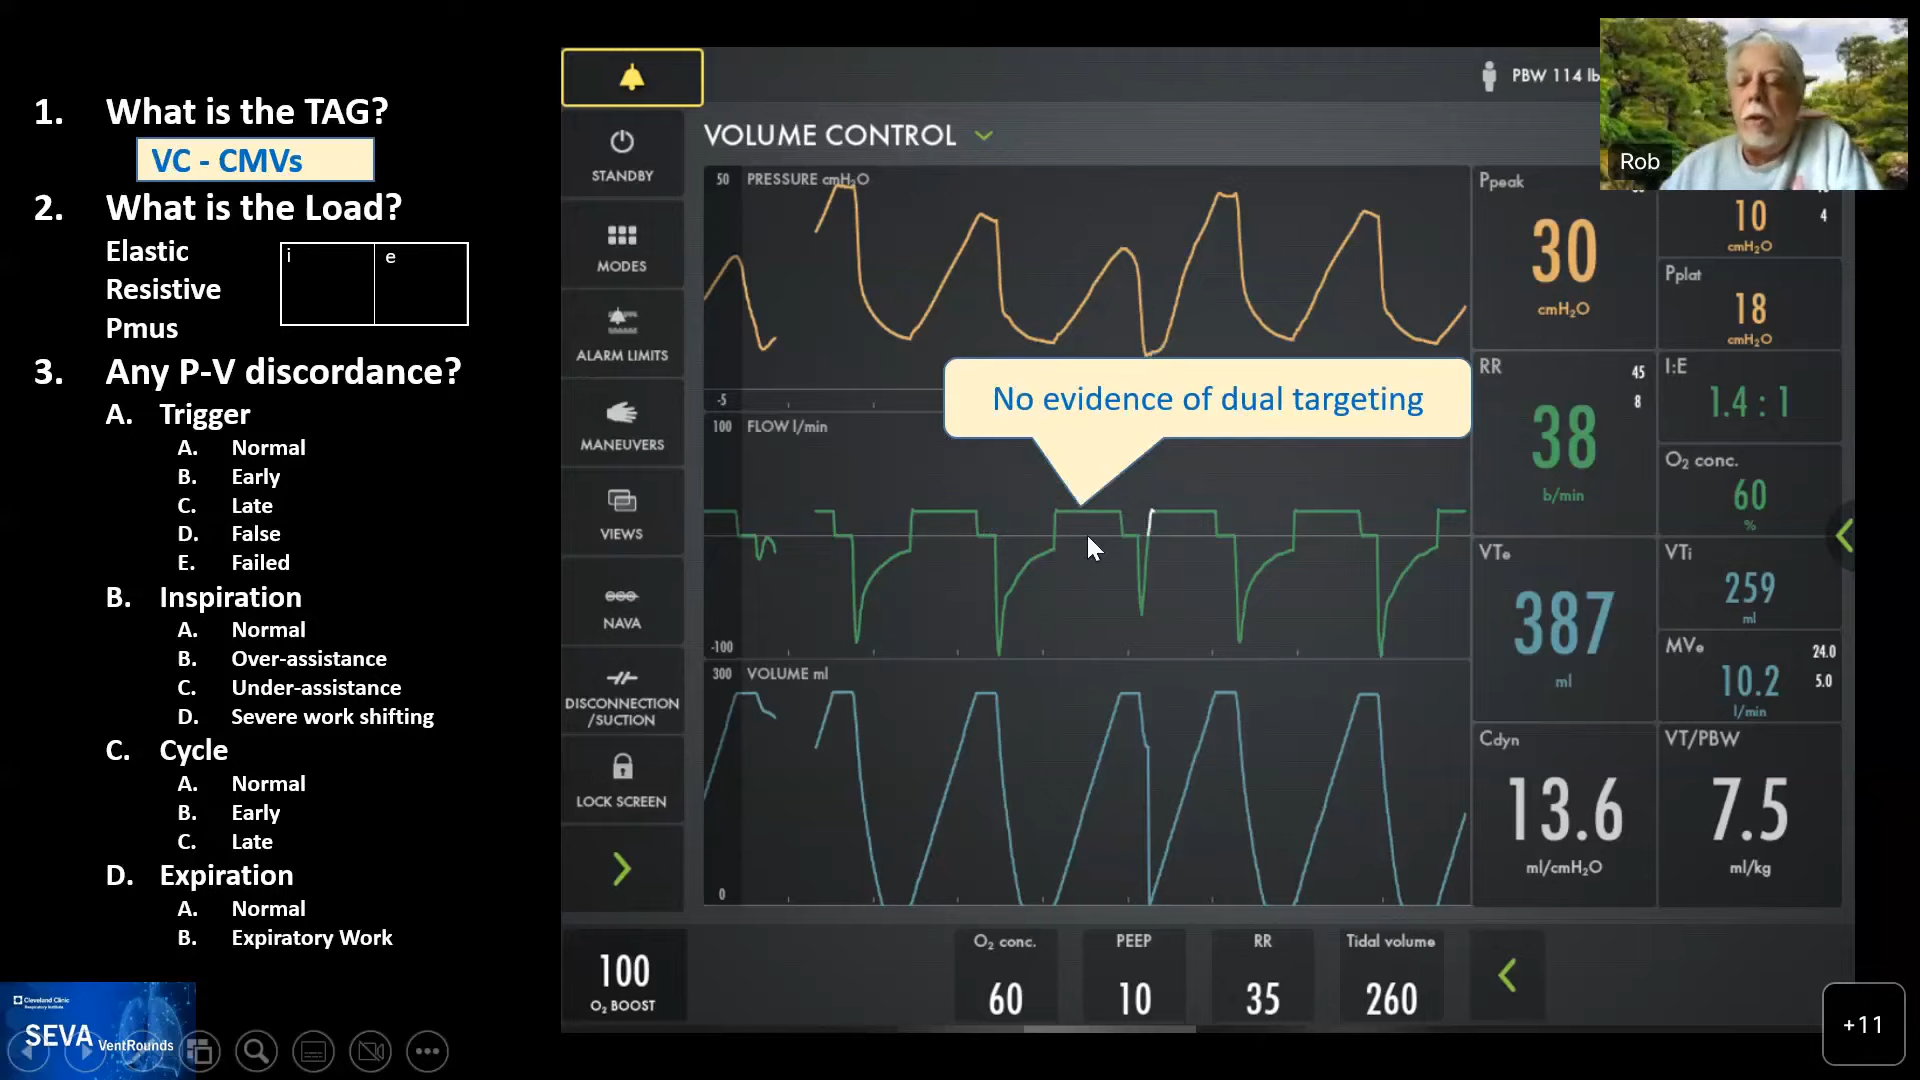 1. What is the TAG?
VC - CMVs
2. What is the Load?
Elastic
Resistive
Pmus
i
e
3. Any P-V discordance?
A. Trigger
A. Normal
B. Early
C. Late
D. False
E. Failed
B. Inspiration
A. Normal
B. Over-assistance
C. Under-assistance
D. Severe work shifting
C. Cycle
A. Normal
B. Early
C. Late
D. Expiration
A. Normal
B. Expiratory Work
Cleveland Clinic
Respiratory Institute
SEVA VentRounds
STANDBY
MODES
ALARM LIMITS
MANEUVERS
VIEWS
NAVA
DISCONNECTION
/SUCTION
LOCK SCREEN
100
O₂ BOOST
PBW 114 lb
VOLUME CONTROL
50 PRESSURE cmH₂O
-5
No evidence of dual targeting
100 FLOW l/min
-100
300 VOLUME ml
0
Ppeak
30
cmH₂O
10
4
cmH₂O
Pplat
18
cmH₂O
RR
45
8
38
b/min
I:E
1.4 : 1
O₂ conc.
60
%
VTe
387
ml
VTi
259
ml
MVe
24.0
5.0
10.2
l/min
Cdyn
13.6
ml/cmH₂O
VT/PBW
7.5
ml/kg
O₂ conc.
60
PEEP
10
RR
35
Tidal volume
260
Rob
+11